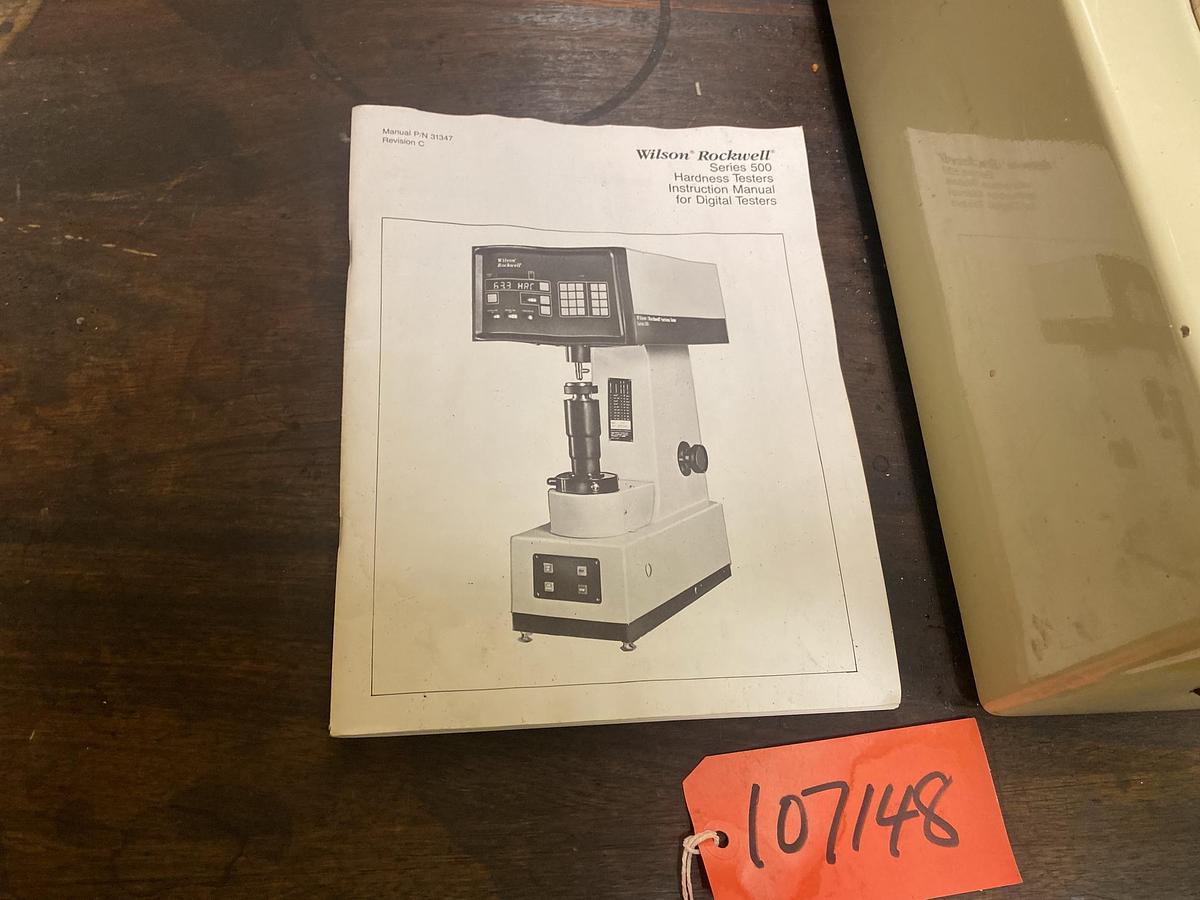 Manual P/N 31347
Revision C
Wilson® Rockwell®
Series 500
Hardness Testers
Instruction Manual
for Digital Testers
Wilson®
Rockwell®
63.3 HRC
107148